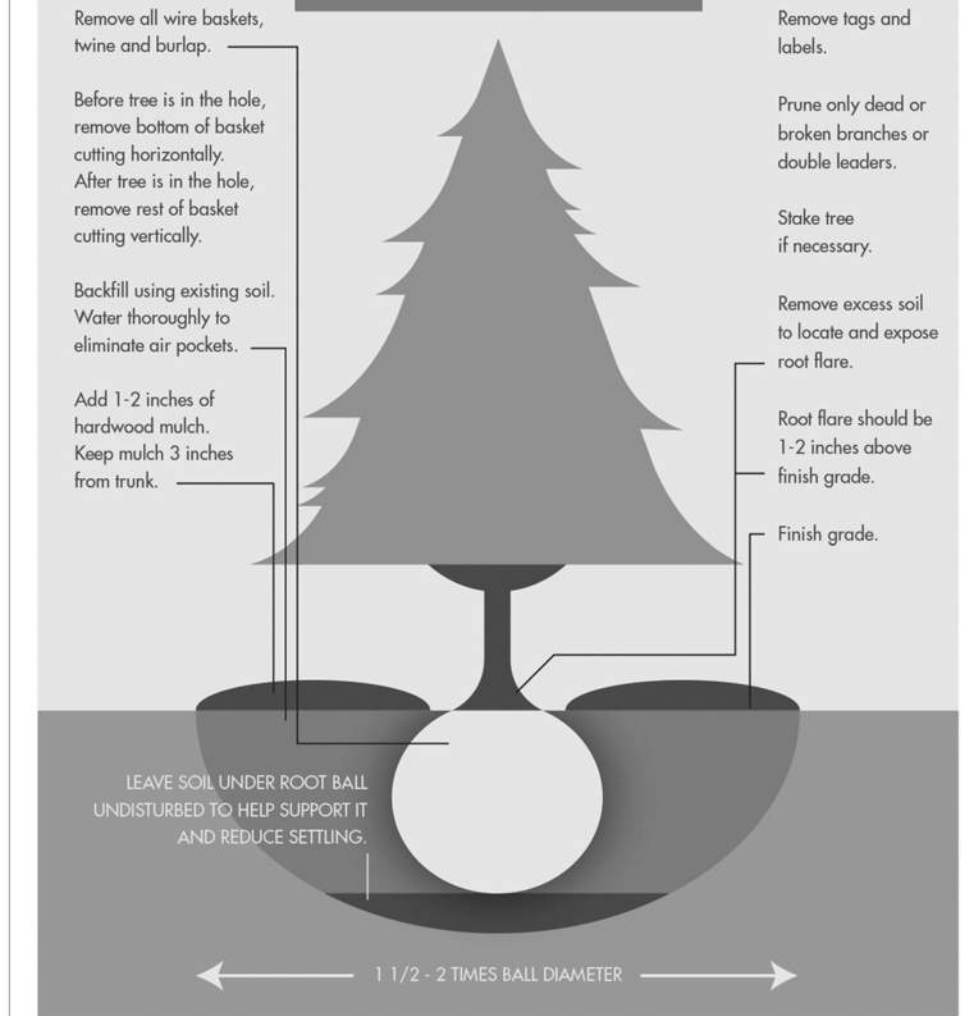 Remove all wire baskets,
twine and burlap.
Before tree is in the hole,
remove bottom of basket
cutting horizontally.
After tree is in the hole,
remove rest of basket
cutting vertically.
Backfill using existing soil.
Water thoroughly to
eliminate air pockets.
Add 1-2 inches of
hardwood mulch.
Keep mulch 3 inches
from trunk.
Remove tags and
labels.
Prune only dead or
broken branches or
double leaders.
Stake tree
if necessary.
Remove excess soil
to locate and expose
root flare.
Root flare should be
1-2 inches above
finish grade.
Finish grade.
LEAVE SOIL UNDER ROOT BALL
UNDISTURBED TO HELP SUPPORT IT
AND REDUCE SETTLING.
1 1/2 - 2 TIMES BALL DIAMETER